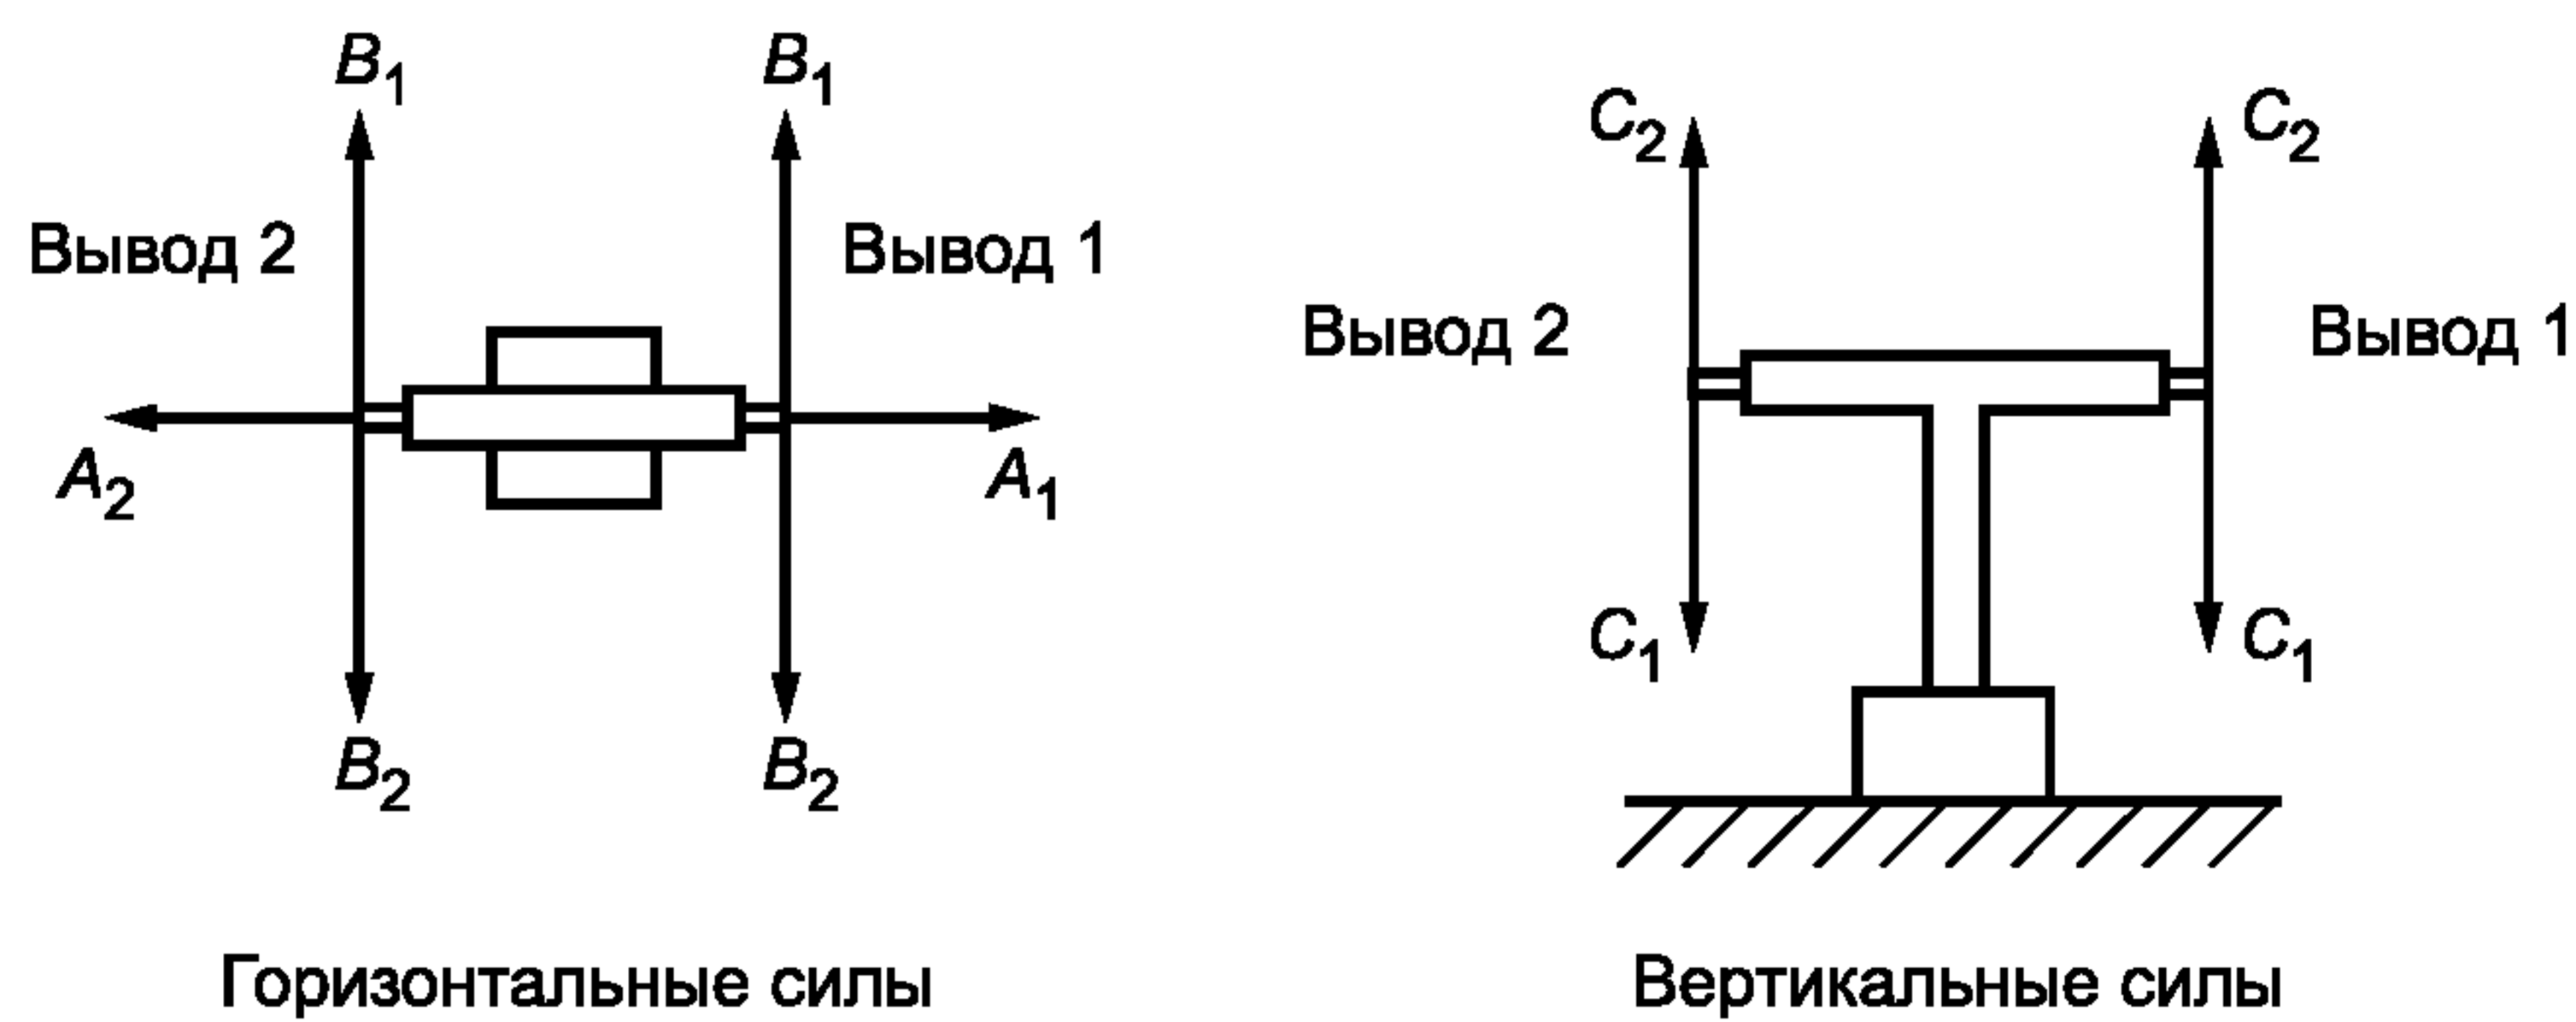 B1 B1
Вывод 2 Вывод 1
A2 A1
B2 B2
Горизонтальные силы
C2 C2
Вывод 2 Вывод 1
C1 C1
Вертикальные силы